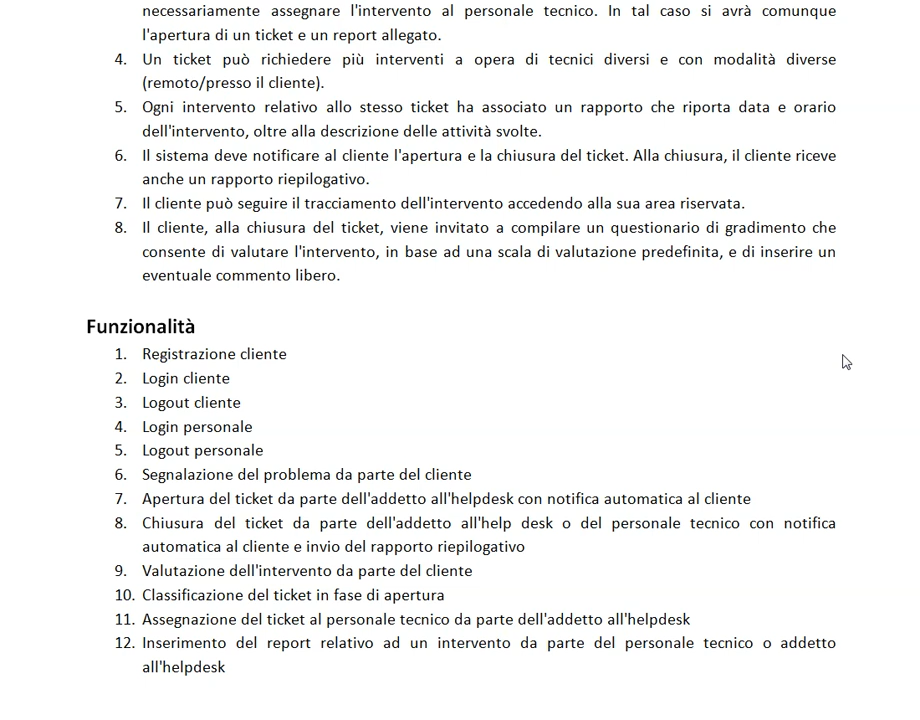 necessariamente assegnare l'intervento al personale tecnico. In tal caso si avrà comunque
l'apertura di un ticket e un report allegato.
4. Un ticket può richiedere più interventi a opera di tecnici diversi e con modalità diverse
(remoto/presso il cliente).
5. Ogni intervento relativo allo stesso ticket ha associato un rapporto che riporta data e orario
dell'intervento, oltre alla descrizione delle attività svolte.
6. Il sistema deve notificare al cliente l'apertura e la chiusura del ticket. Alla chiusura, il cliente riceve
anche un rapporto riepilogativo.
7. Il cliente può seguire il tracciamento dell'intervento accedendo alla sua area riservata.
8. Il cliente, alla chiusura del ticket, viene invitato a compilare un questionario di gradimento che
consente di valutare l'intervento, in base ad una scala di valutazione predefinita, e di inserire un
eventuale commento libero.
Funzionalità
1. Registrazione cliente
2. Login cliente
3. Logout cliente
4. Login personale
5. Logout personale
6. Segnalazione del problema da parte del cliente
7. Apertura del ticket da parte dell'addetto all'helpdesk con notifica automatica al cliente
8. Chiusura del ticket da parte dell'addetto all'help desk o del personale tecnico con notifica
automatica al cliente e invio del rapporto riepilogativo
9. Valutazione dell'intervento da parte del cliente
10. Classificazione del ticket in fase di apertura
11. Assegnazione del ticket al personale tecnico da parte dell'addetto all'helpdesk
12. Inserimento del report relativo ad un intervento da parte del personale tecnico o addetto
all'helpdesk